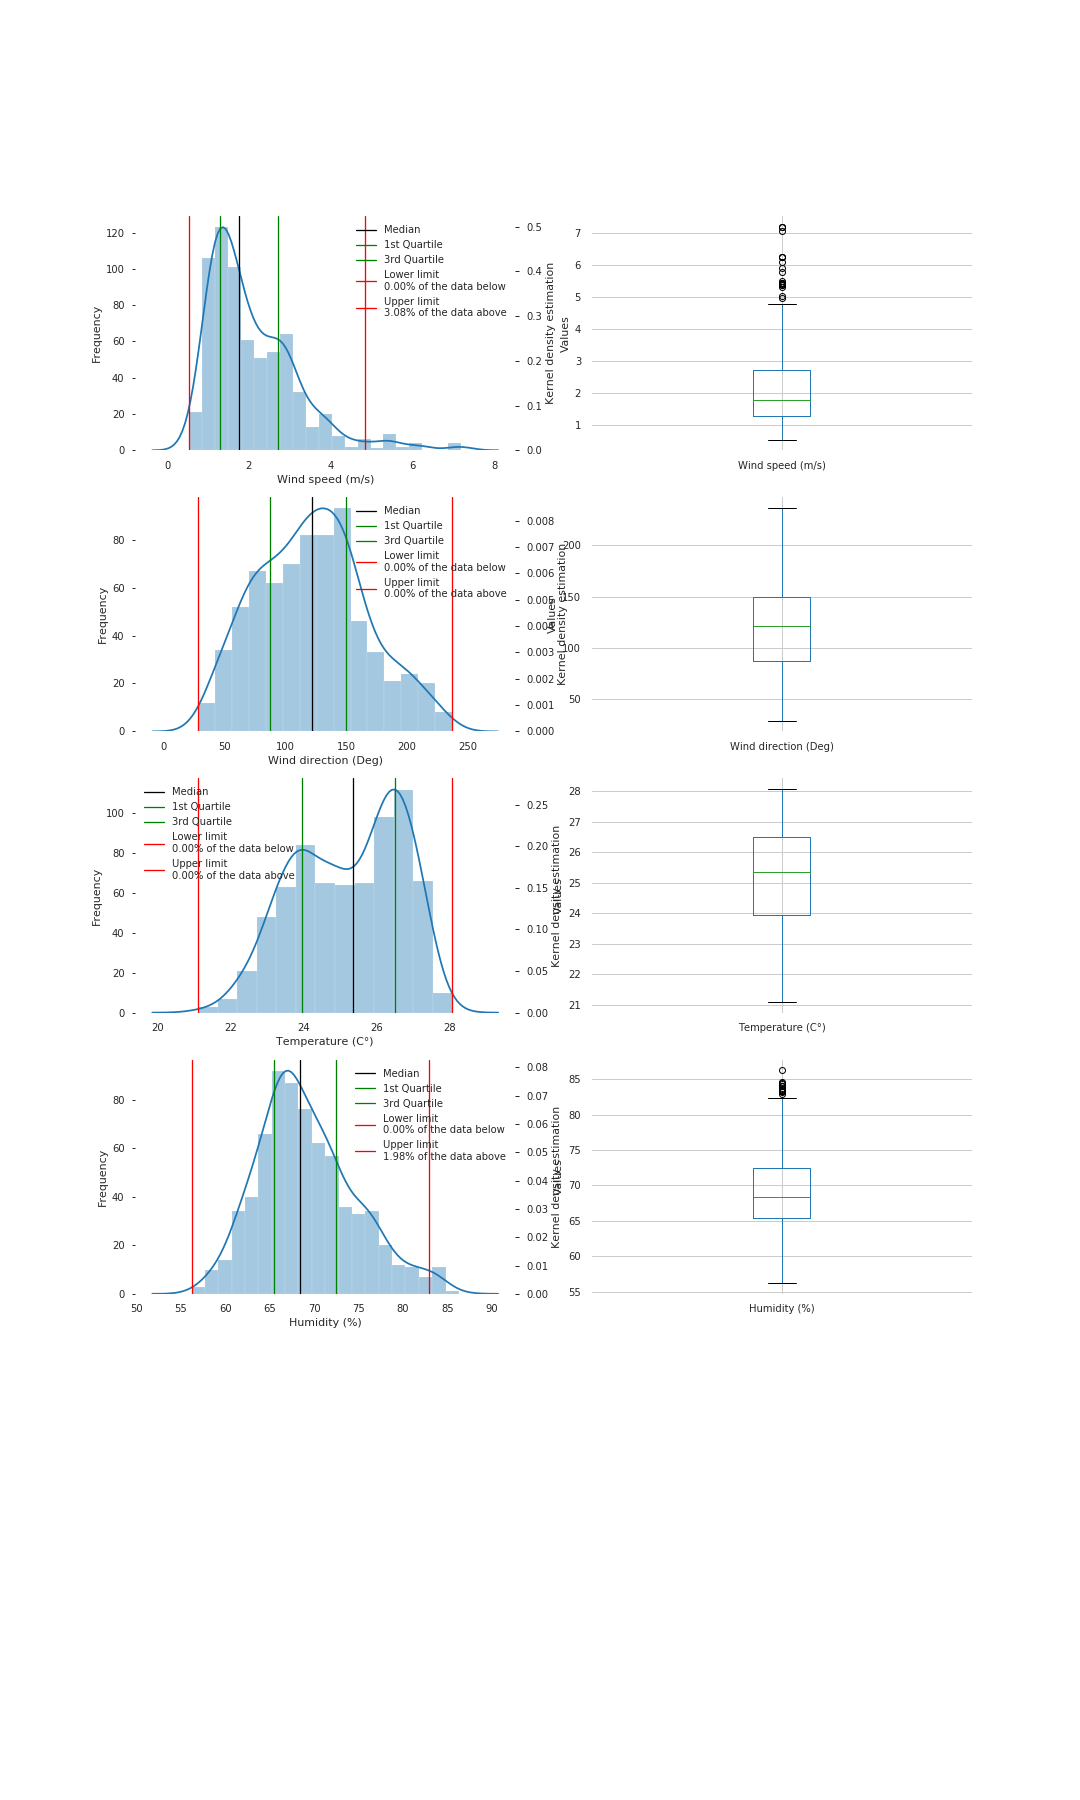 120
100
80
60
40
20
0
Frequency
0
2
4
6
8
Wind speed (m/s)
Median
1st Quartile
3rd Quartile
Lower limit
0.00% of the data below
Upper limit
3.08% of the data above
0.5
0.4
0.3
0.2
0.1
0.0
Kernel density estimation
Values
7
6
5
4
3
2
1
Wind speed (m/s)
80
60
40
20
0
Frequency
0
50
100
150
200
250
Wind direction (Deg)
Median
1st Quartile
3rd Quartile
Lower limit
0.00% of the data below
Upper limit
0.00% of the data above
0.008
0.007
0.006
0.005
0.004
0.003
0.002
0.001
0.000
Kernel density estimation
Values
200
150
100
50
Wind direction (Deg)
100
80
60
40
20
0
Frequency
20
22
24
26
28
Temperature (C°)
Median
1st Quartile
3rd Quartile
Lower limit
0.00% of the data below
Upper limit
0.00% of the data above
0.25
0.20
0.15
0.10
0.05
0.00
Kernel density estimation
Values
28
27
26
25
24
23
22
21
Temperature (C°)
80
60
40
20
0
Frequency
50
55
60
65
70
75
80
85
90
Humidity (%)
Median
1st Quartile
3rd Quartile
Lower limit
0.00% of the data below
Upper limit
1.98% of the data above
0.08
0.07
0.06
0.05
0.04
0.03
0.02
0.01
0.00
Kernel density estimation
Values
85
80
75
70
65
60
55
Humidity (%)